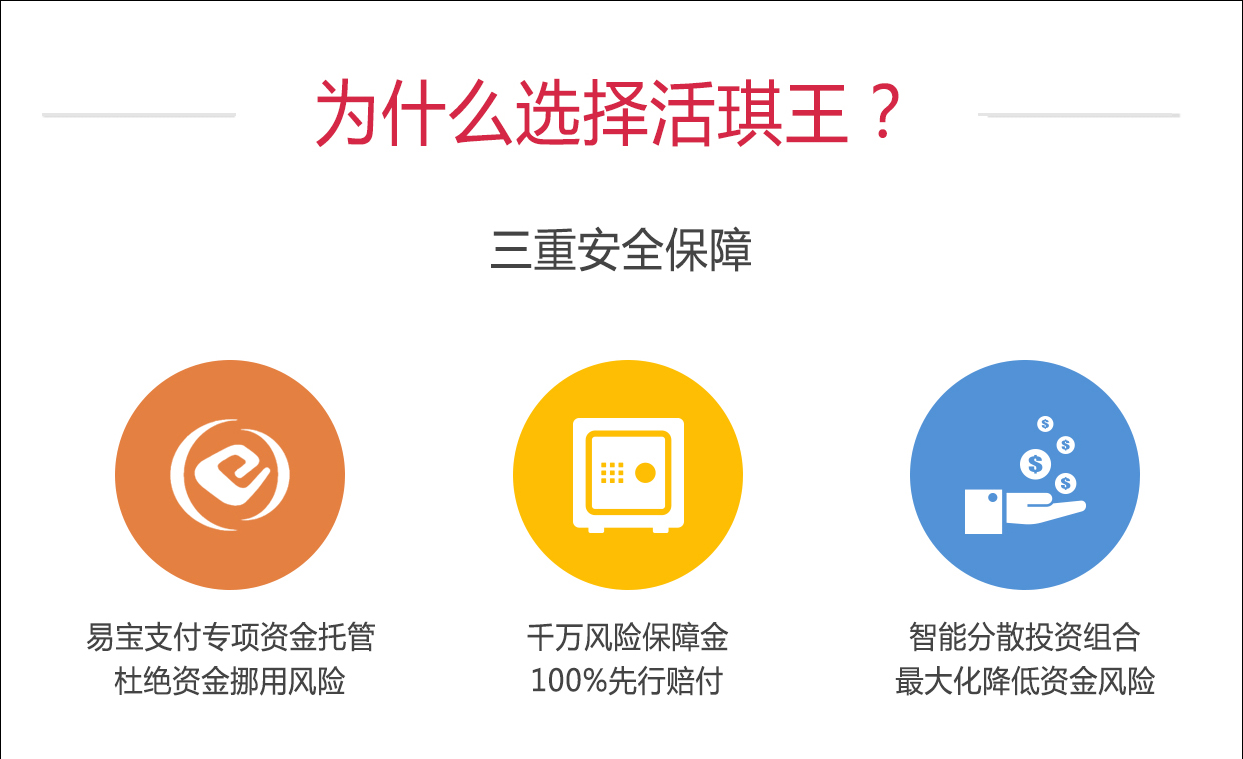 为什么选择活琪王？
三重安全保障
易宝支付专项资金托管
杜绝资金挪用风险
千万风险保障金
100%先行赔付
智能分散投资组合
最大化降低资金风险